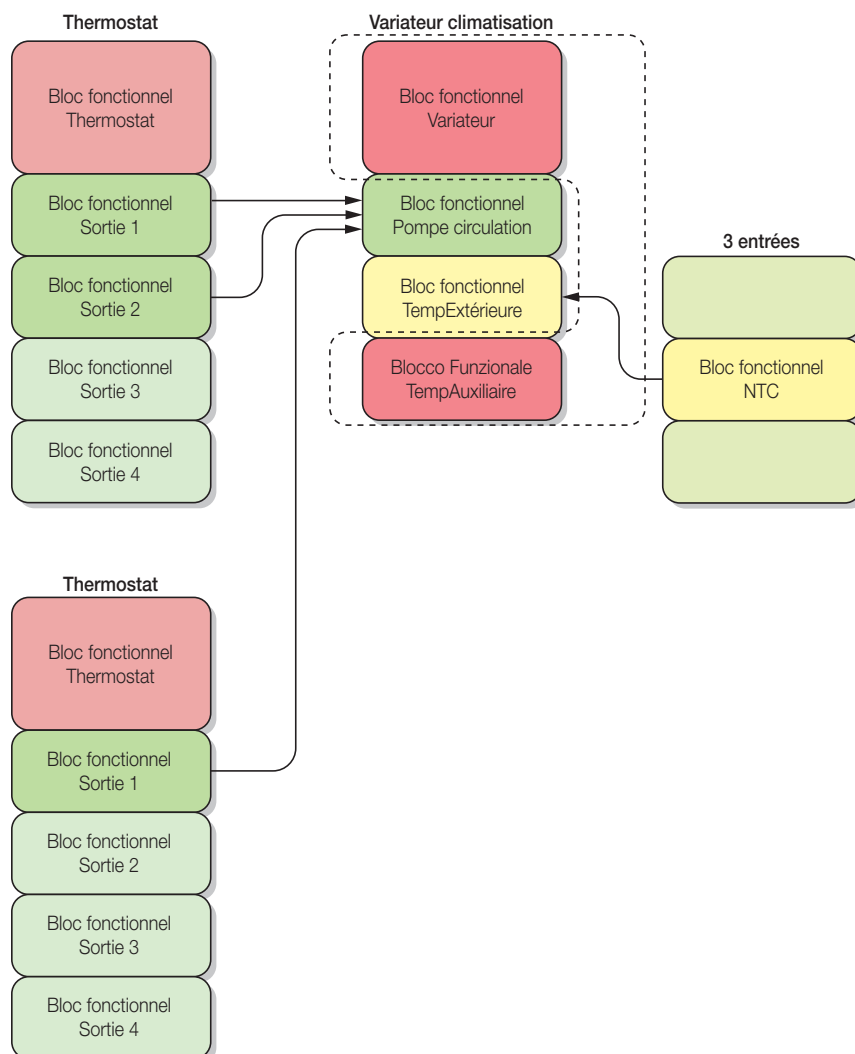 Thermostat
Bloc fonctionnel
Thermostat
Bloc fonctionnel
Sortie 1
Bloc fonctionnel
Sortie 2
Bloc fonctionnel
Sortie 3
Bloc fonctionnel
Sortie 4
Variateur climatisation
Bloc fonctionnel
Variateur
Bloc fonctionnel
Pompe circulation
Bloc fonctionnel
TempExtérieure
Blocco Funzionale
TempAuxiliaire
3 entrées
Bloc fonctionnel
NTC
Thermostat
Bloc fonctionnel
Thermostat
Bloc fonctionnel
Sortie 1
Bloc fonctionnel
Sortie 2
Bloc fonctionnel
Sortie 3
Bloc fonctionnel
Sortie 4